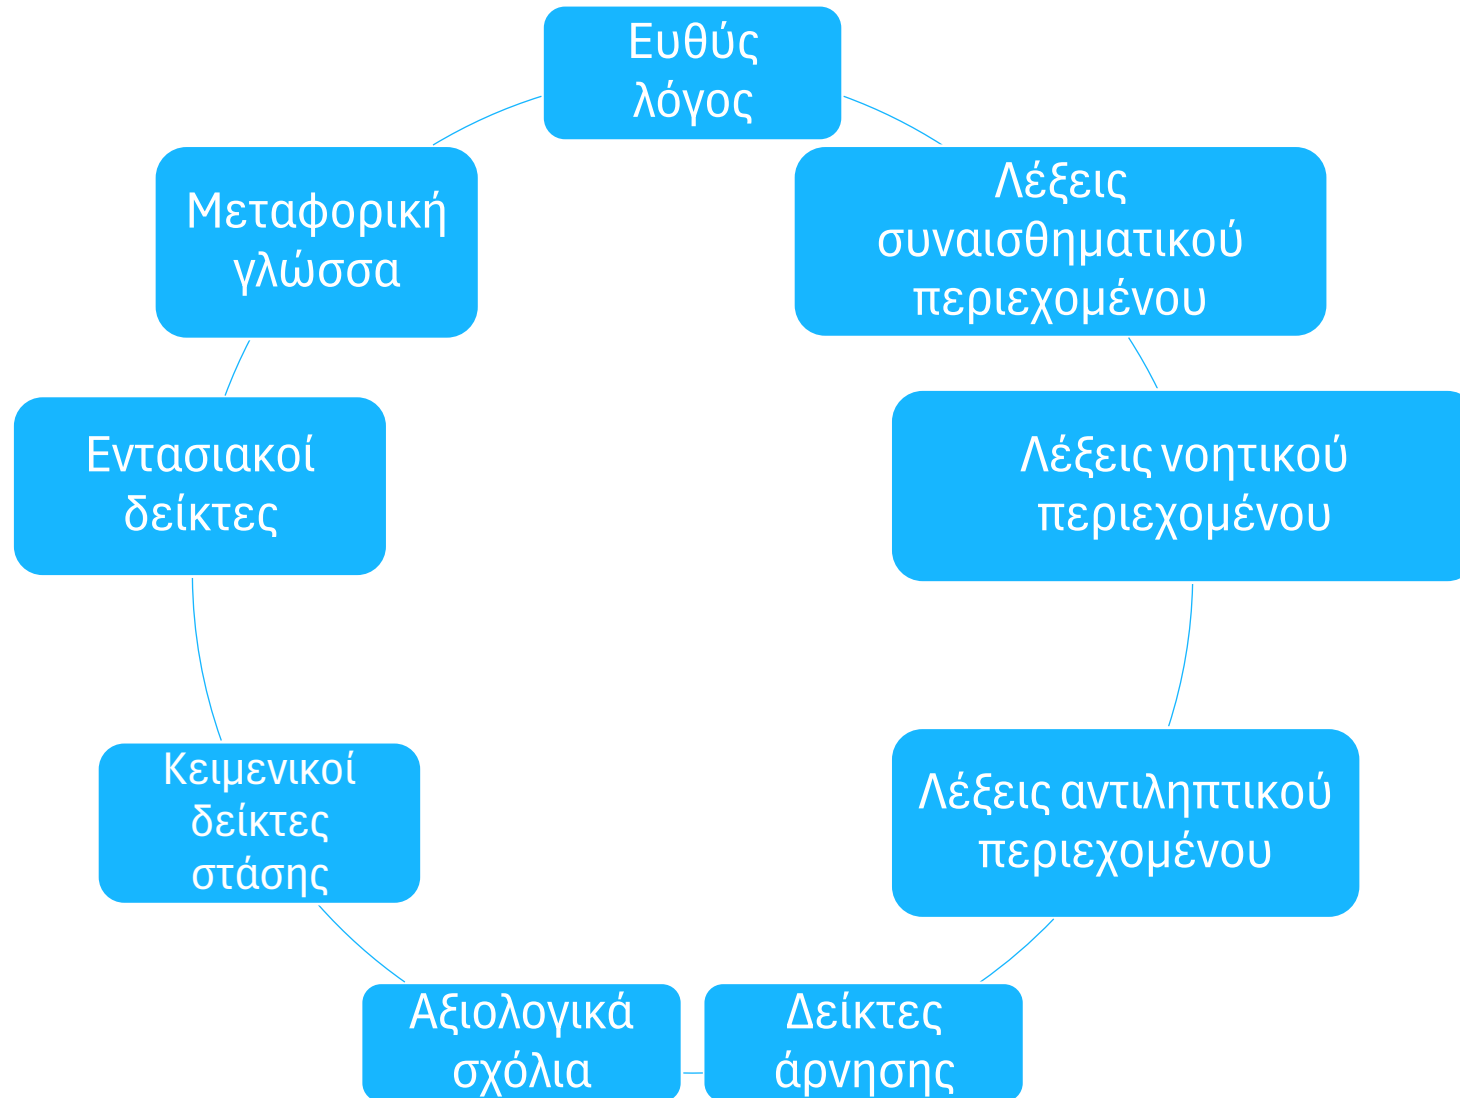 Ευθύς
λόγος
Λέξεις
συναισθηματικού
περιεχομένου
Λέξεις νοητικού
περιεχομένου
Λέξεις αντιληπτικού
περιεχομένου
Δείκτες
άρνησης
Αξιολογικά
σχόλια
Κειμενικοί
δείκτες
στάσης
Εντασιακοί
δείκτες
Μεταφορική
γλώσσα